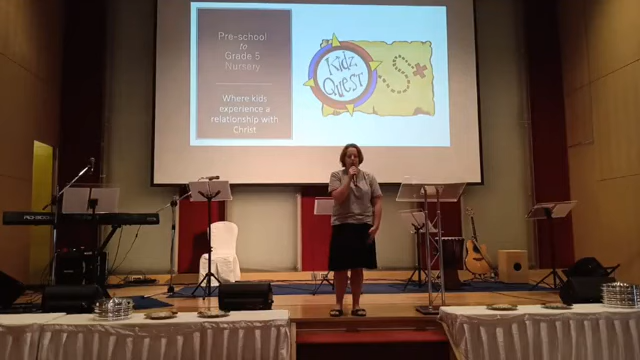 Pre-school
to
Grade 5
Nursery
Where kids
experience a
relationship with
Christ
Kidz
Quest